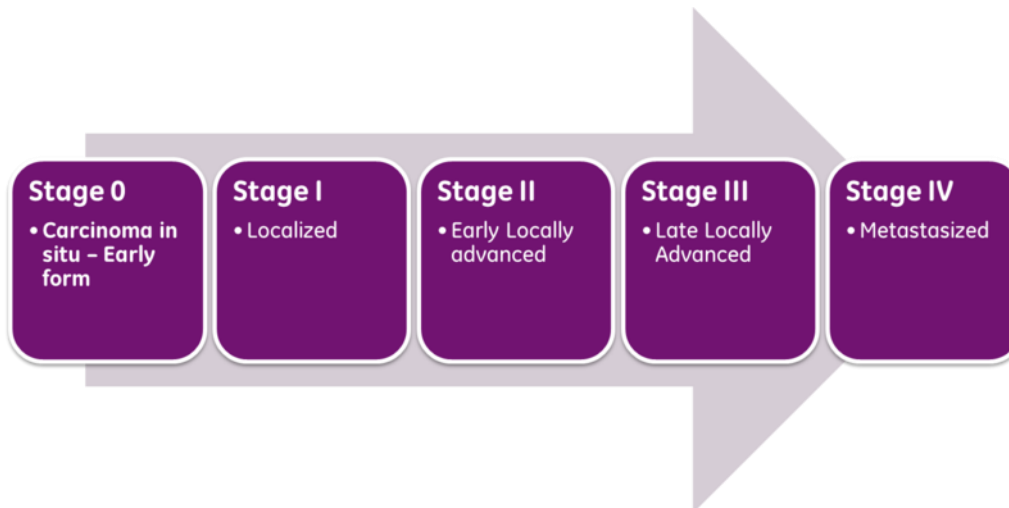 Stage 0
• Carcinoma in
situ – Early
form
Stage I
• Localized
Stage II
• Early Locally
advanced
Stage III
• Late Locally
Advanced
Stage IV
• Metastasized